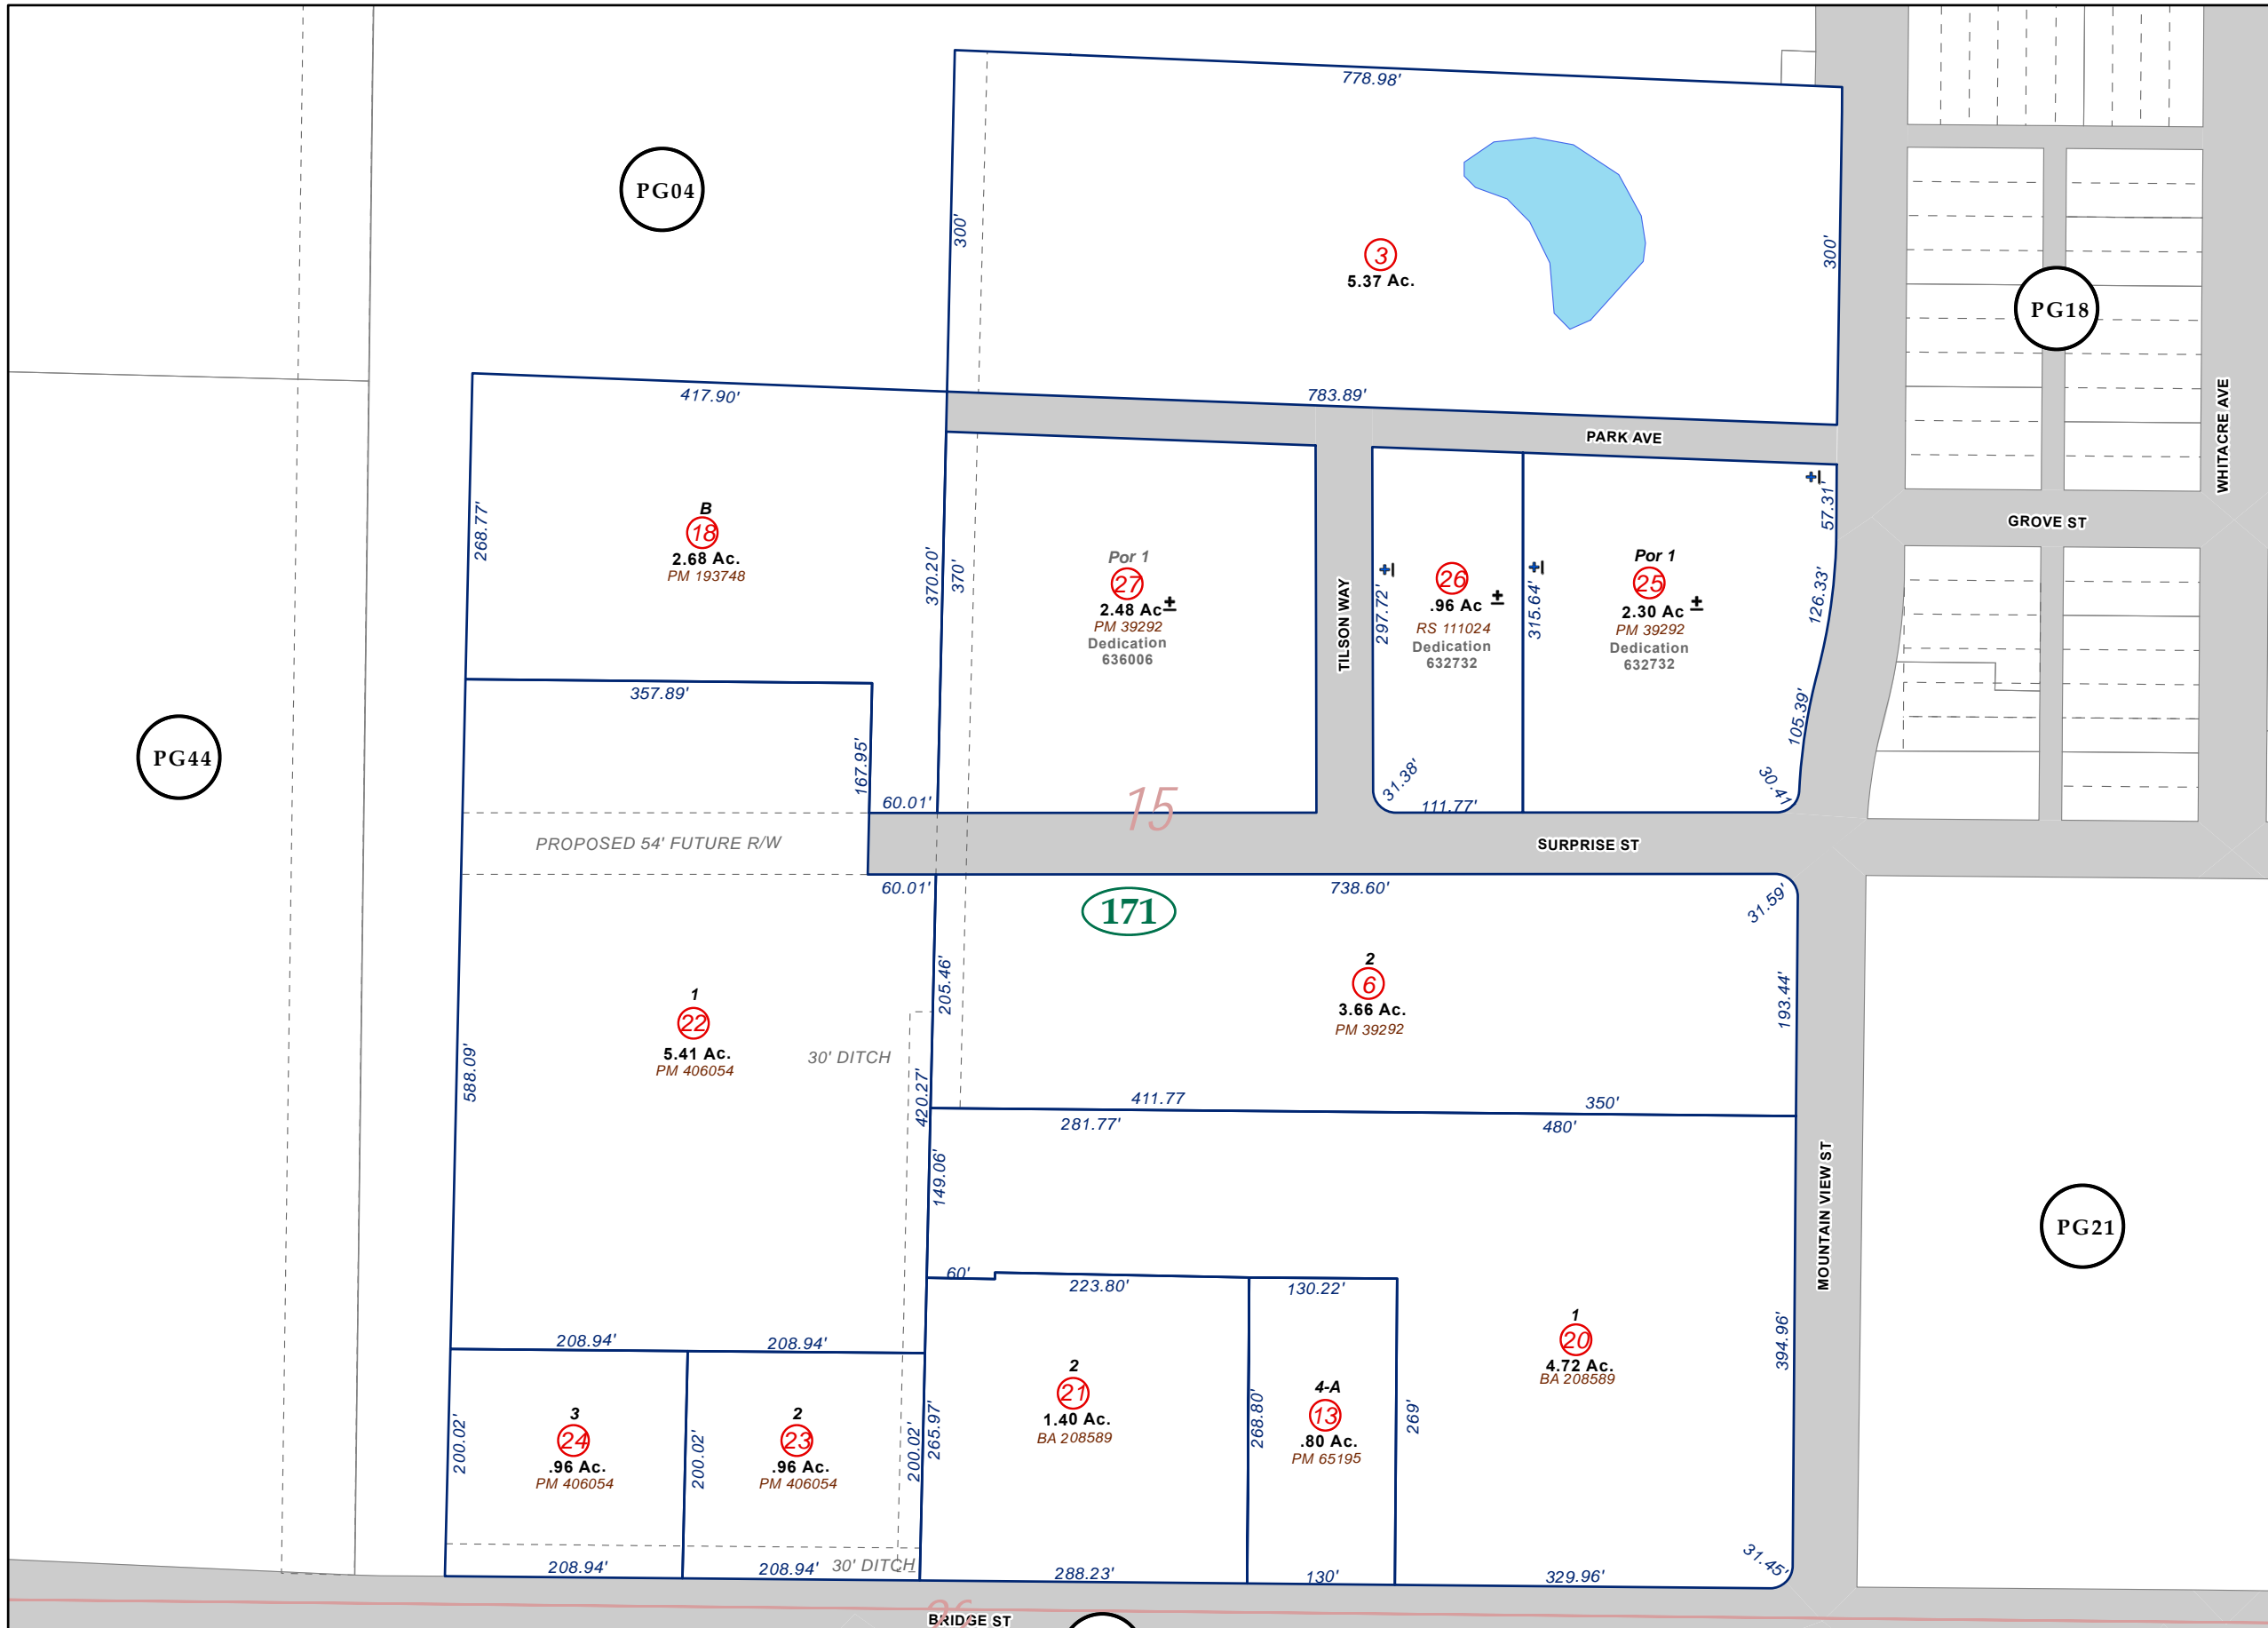 778.98'
PG04
300'
3
5.37 Ac.
300'
PG18
417.90'
783.89'
PARK AVE
WHITACRE AVE
GROVE ST
268.77'
B
18
2.68 Ac.
PM 193748
370.20'
370'
Por 1
27
2.48 Ac ±
PM 39292
Dedication
636006
TILSON WAY
297.72' ±
26
.96 Ac ±
RS 111024
Dedication
632732
315.64' ±
Por 1
25
2.30 Ac ±
PM 39292
Dedication
632732
57.31' ±
126.33'
105.39'
30.41'
357.89'
167.95'
60.01'
15
31.38'
111.77'
PG44
PROPOSED 54' FUTURE R/W
SURPRISE ST
60.01'
171
738.60'
31.59'
205.46'
2
6
3.66 Ac.
PM 39292
193.44'
1
22
5.41 Ac.
PM 406054
30' DITCH
588.09'
420.27'
411.77
350'
281.77'
480'
149.06'
MOUNTAIN VIEW ST
PG21
60'
223.80'
130.22'
208.94'
208.94'
1
20
4.72 Ac.
BA 208589
394.96'
2
21
1.40 Ac.
BA 208589
4-A
13
.80 Ac.
PM 65195
268.80'
269'
200.02'
3
24
.96 Ac.
PM 406054
200.02'
2
23
.96 Ac.
PM 406054
200.02'
265.97'
31.45'
208.94'
208.94'
30' DITCH
288.23'
130'
329.96'
BRIDGE ST